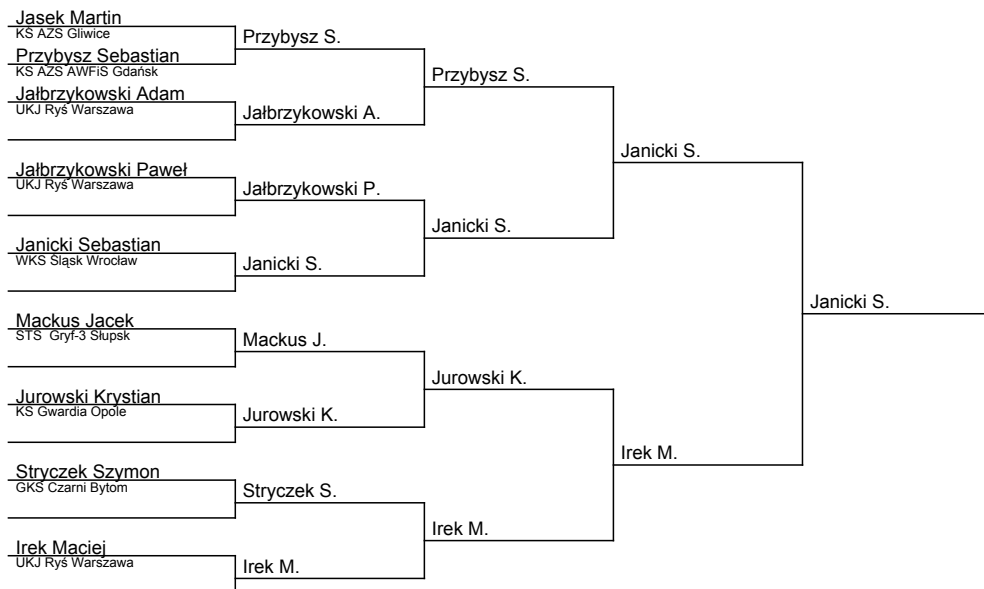 Jasek Martin
KS AZS Gliwice
Przybysz S.
Przybysz Sebastian
KS AZS AWFiS Gdańsk
Przybysz S.
Jałbrzykowski Adam
UKJ Ryś Warszawa
Jałbrzykowski A.
Janicki S.
Jałbrzykowski Paweł
UKJ Ryś Warszawa
Jałbrzykowski P.
Janicki S.
Janicki Sebastian
WKS Śląsk Wrocław
Janicki S.
Janicki S.
Mackus Jacek
STS  Gryf-3 Słupsk
Mackus J.
Jurowski K.
Jurowski Krystian
KS Gwardia Opole
Jurowski K.
Irek M.
Stryczek Szymon
GKS Czarni Bytom
Stryczek S.
Irek M.
Irek Maciej
UKJ Ryś Warszawa
Irek M.